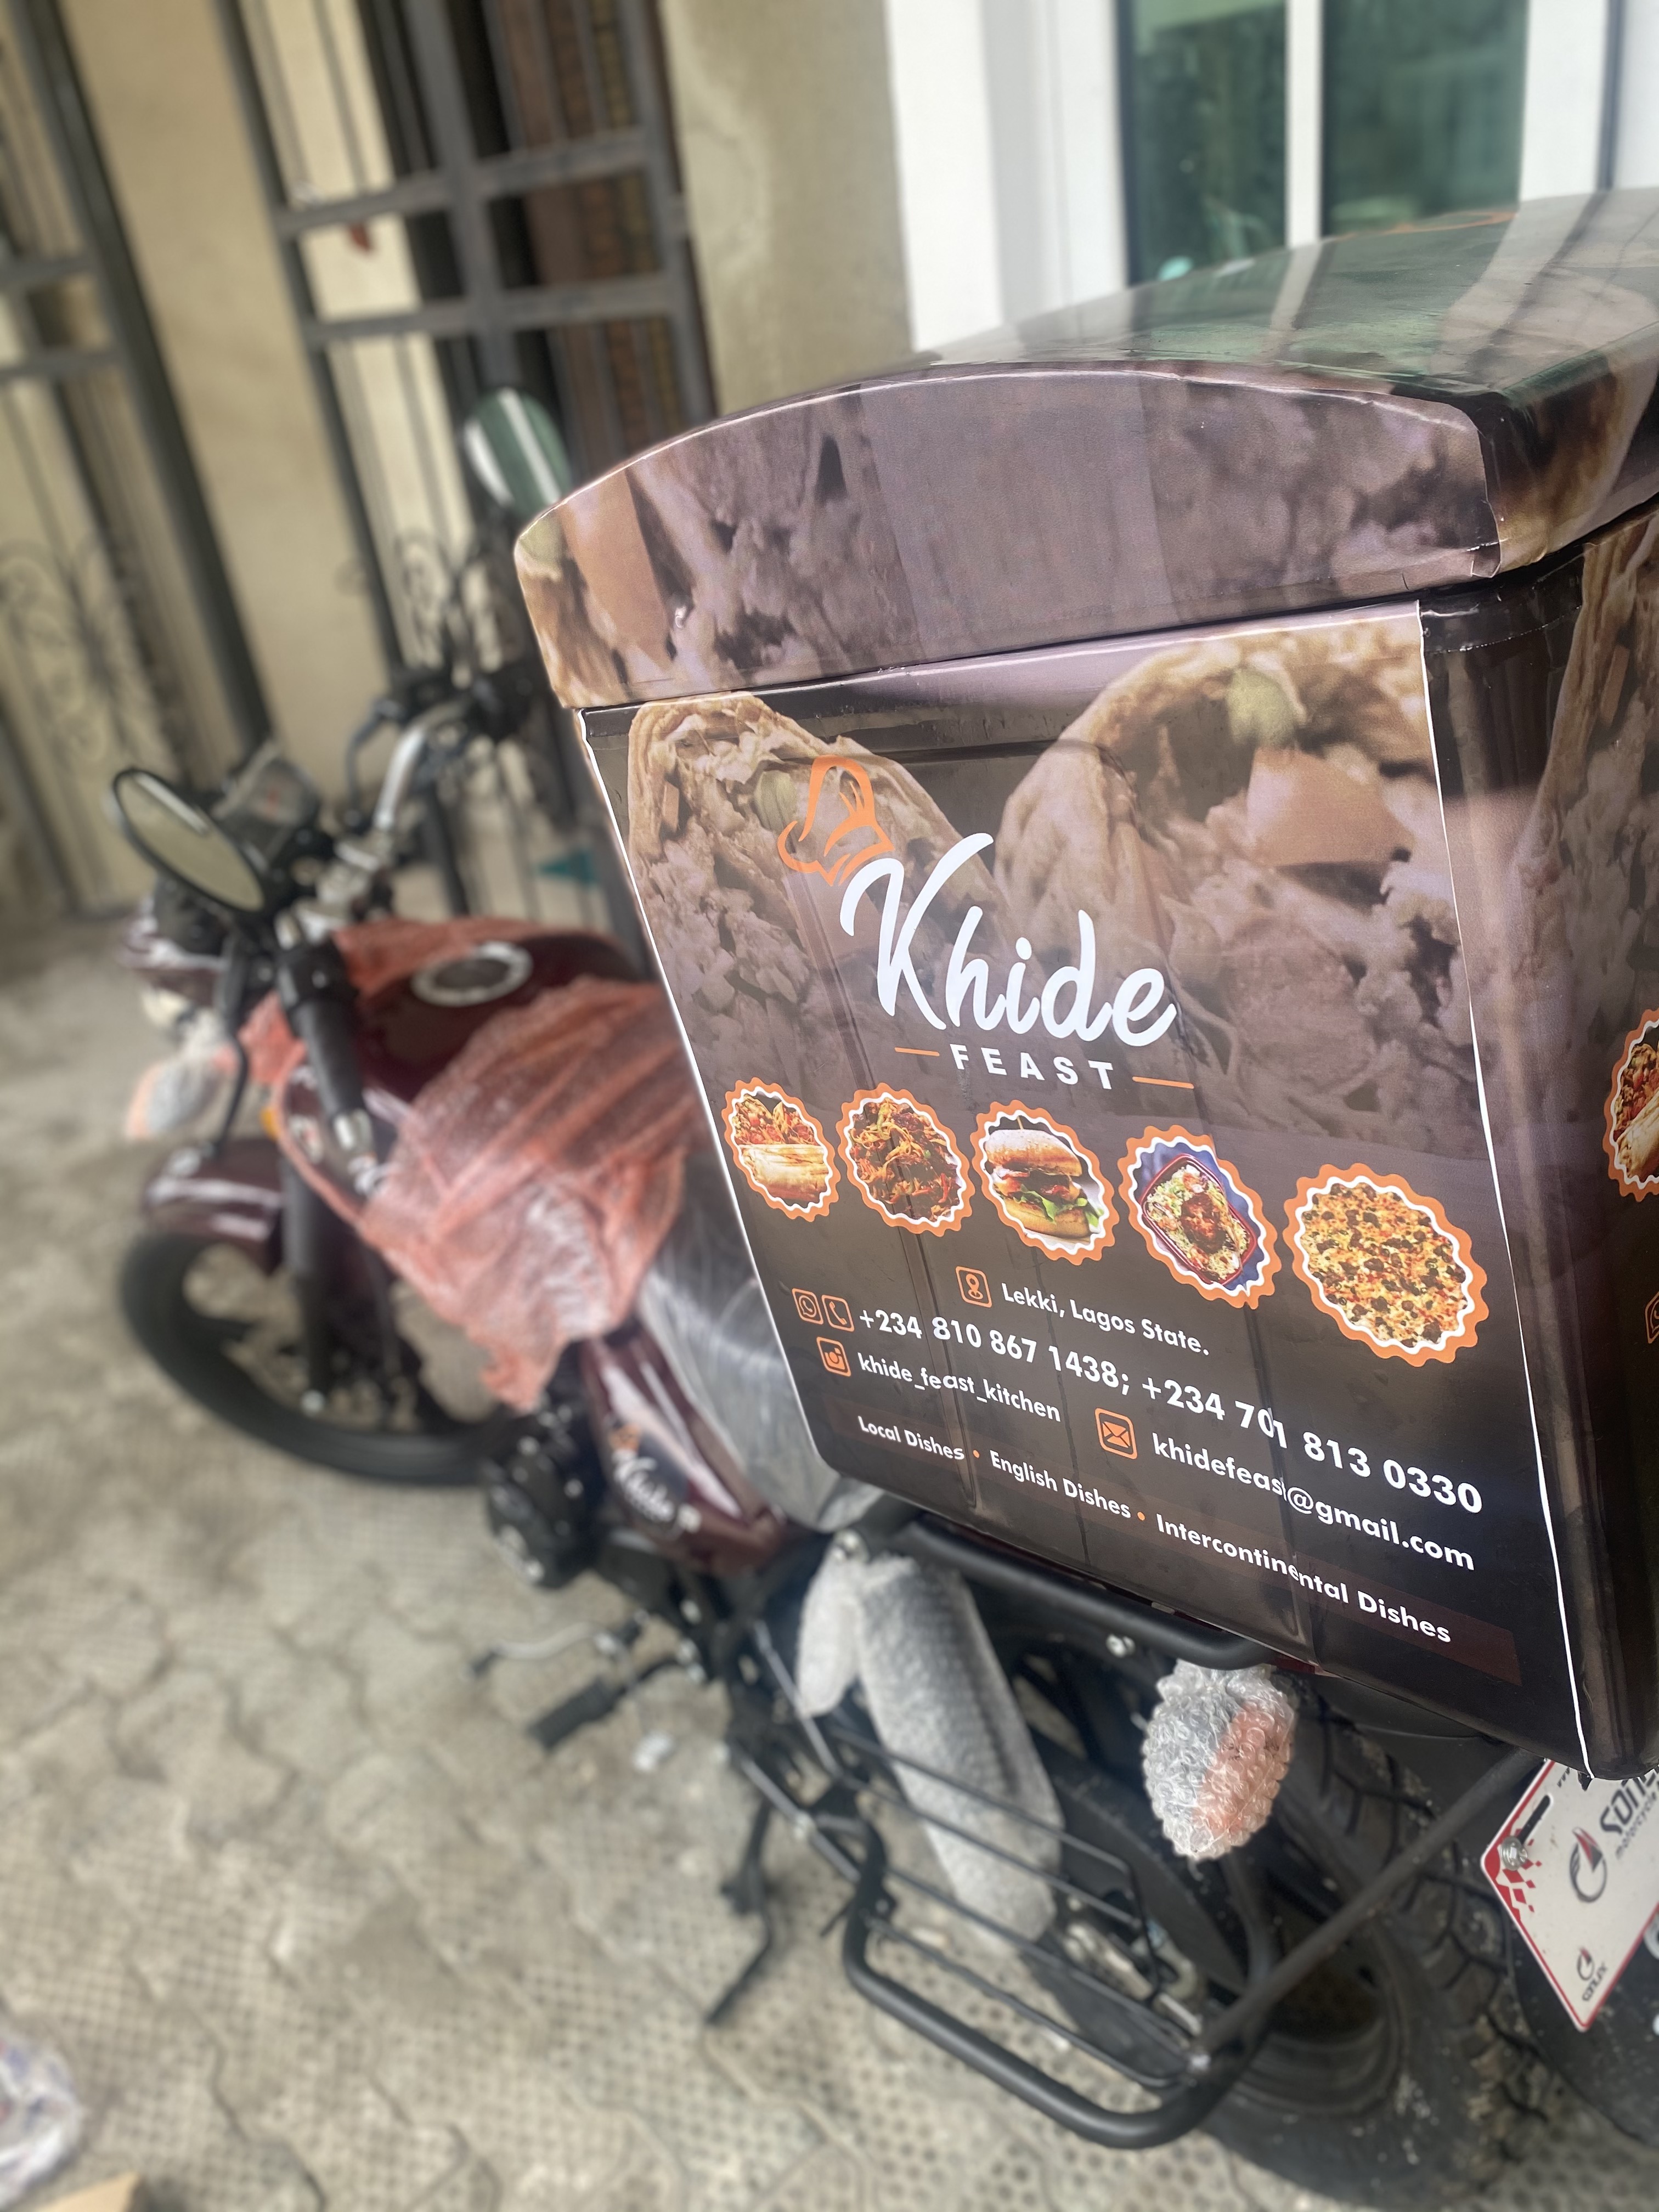 Khide
FEAST
Lekki, Lagos State.
+234 810 867 1438; +234 701 813 0330
khide_feast_kitchen
khidefeast@gmail.com
Local Dishes • English Dishes • Intercontinental Dishes
Khide